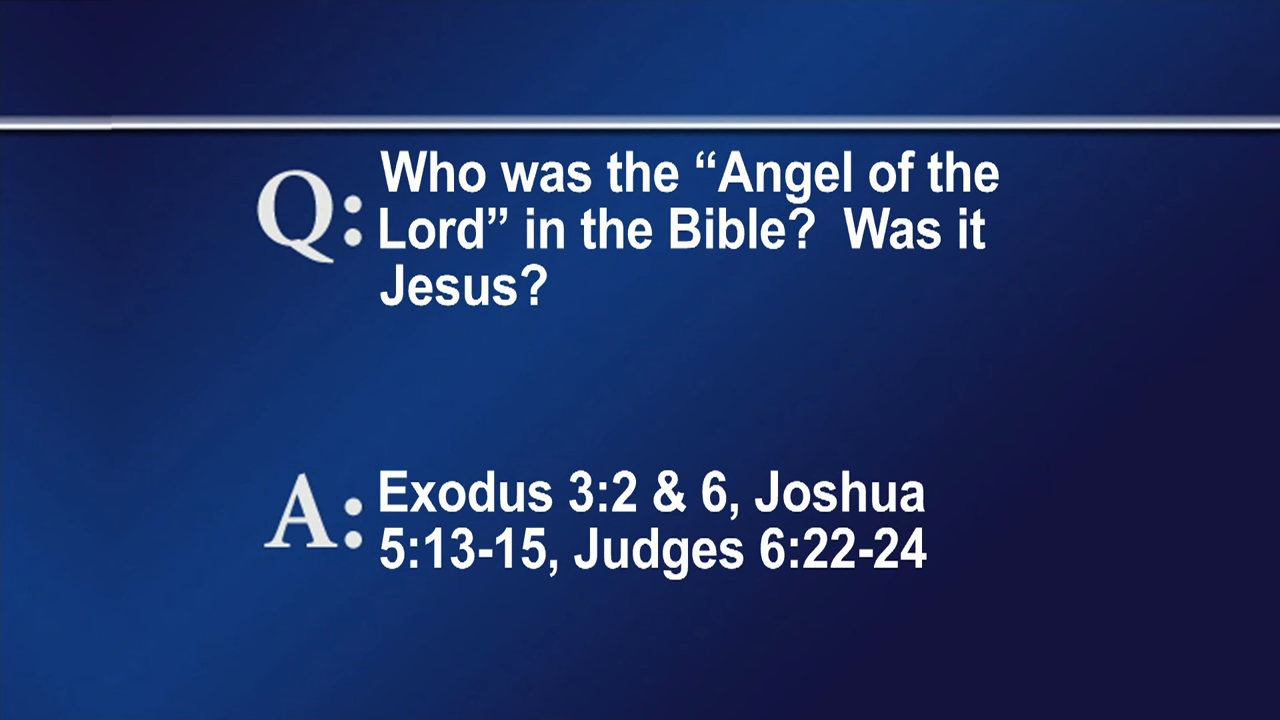 Q: Who was the “Angel of the
Lord” in the Bible?  Was it
Jesus?
A: Exodus 3:2 & 6, Joshua
5:13-15, Judges 6:22-24